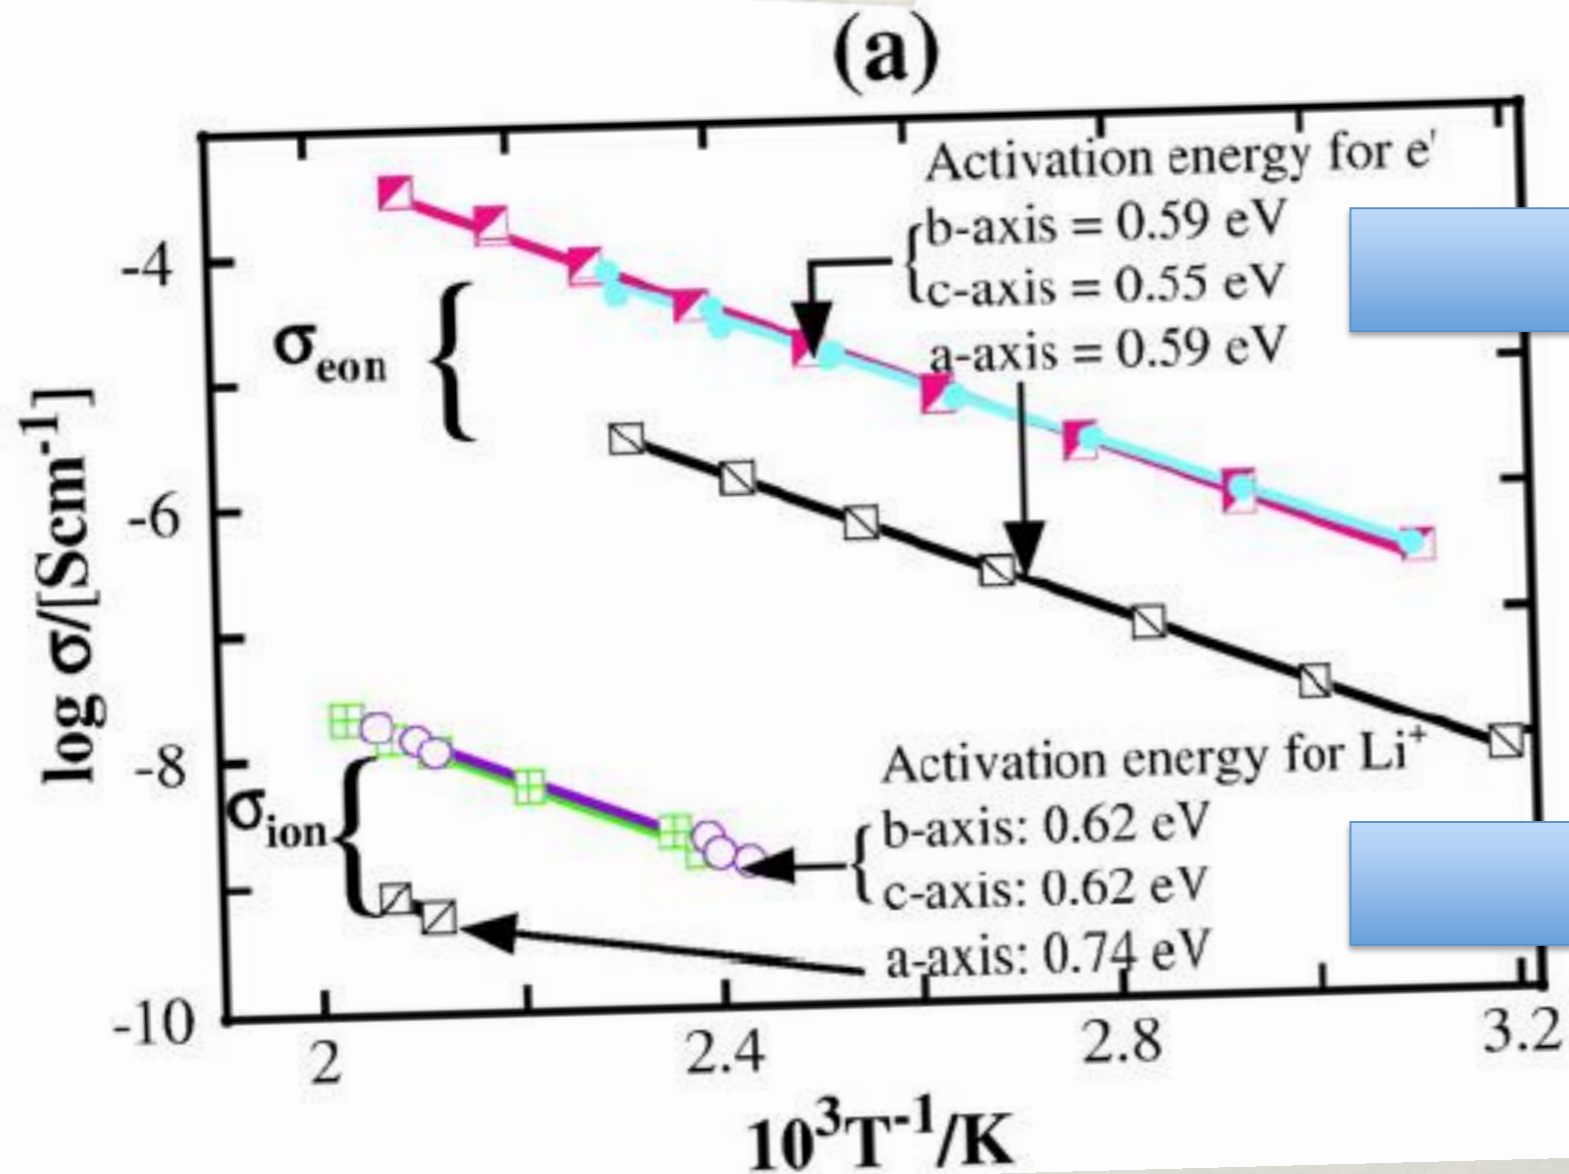 (a)
Activation energy for e'
b-axis = 0.59 eV
c-axis = 0.55 eV
a-axis = 0.59 eV
-4
σeon
-6
log σ/[Scm-1]
-8
σion
Activation energy for Li+
b-axis: 0.62 eV
c-axis: 0.62 eV
a-axis: 0.74 eV
-10
2 2.4 2.8 3.2
10³T-1/K